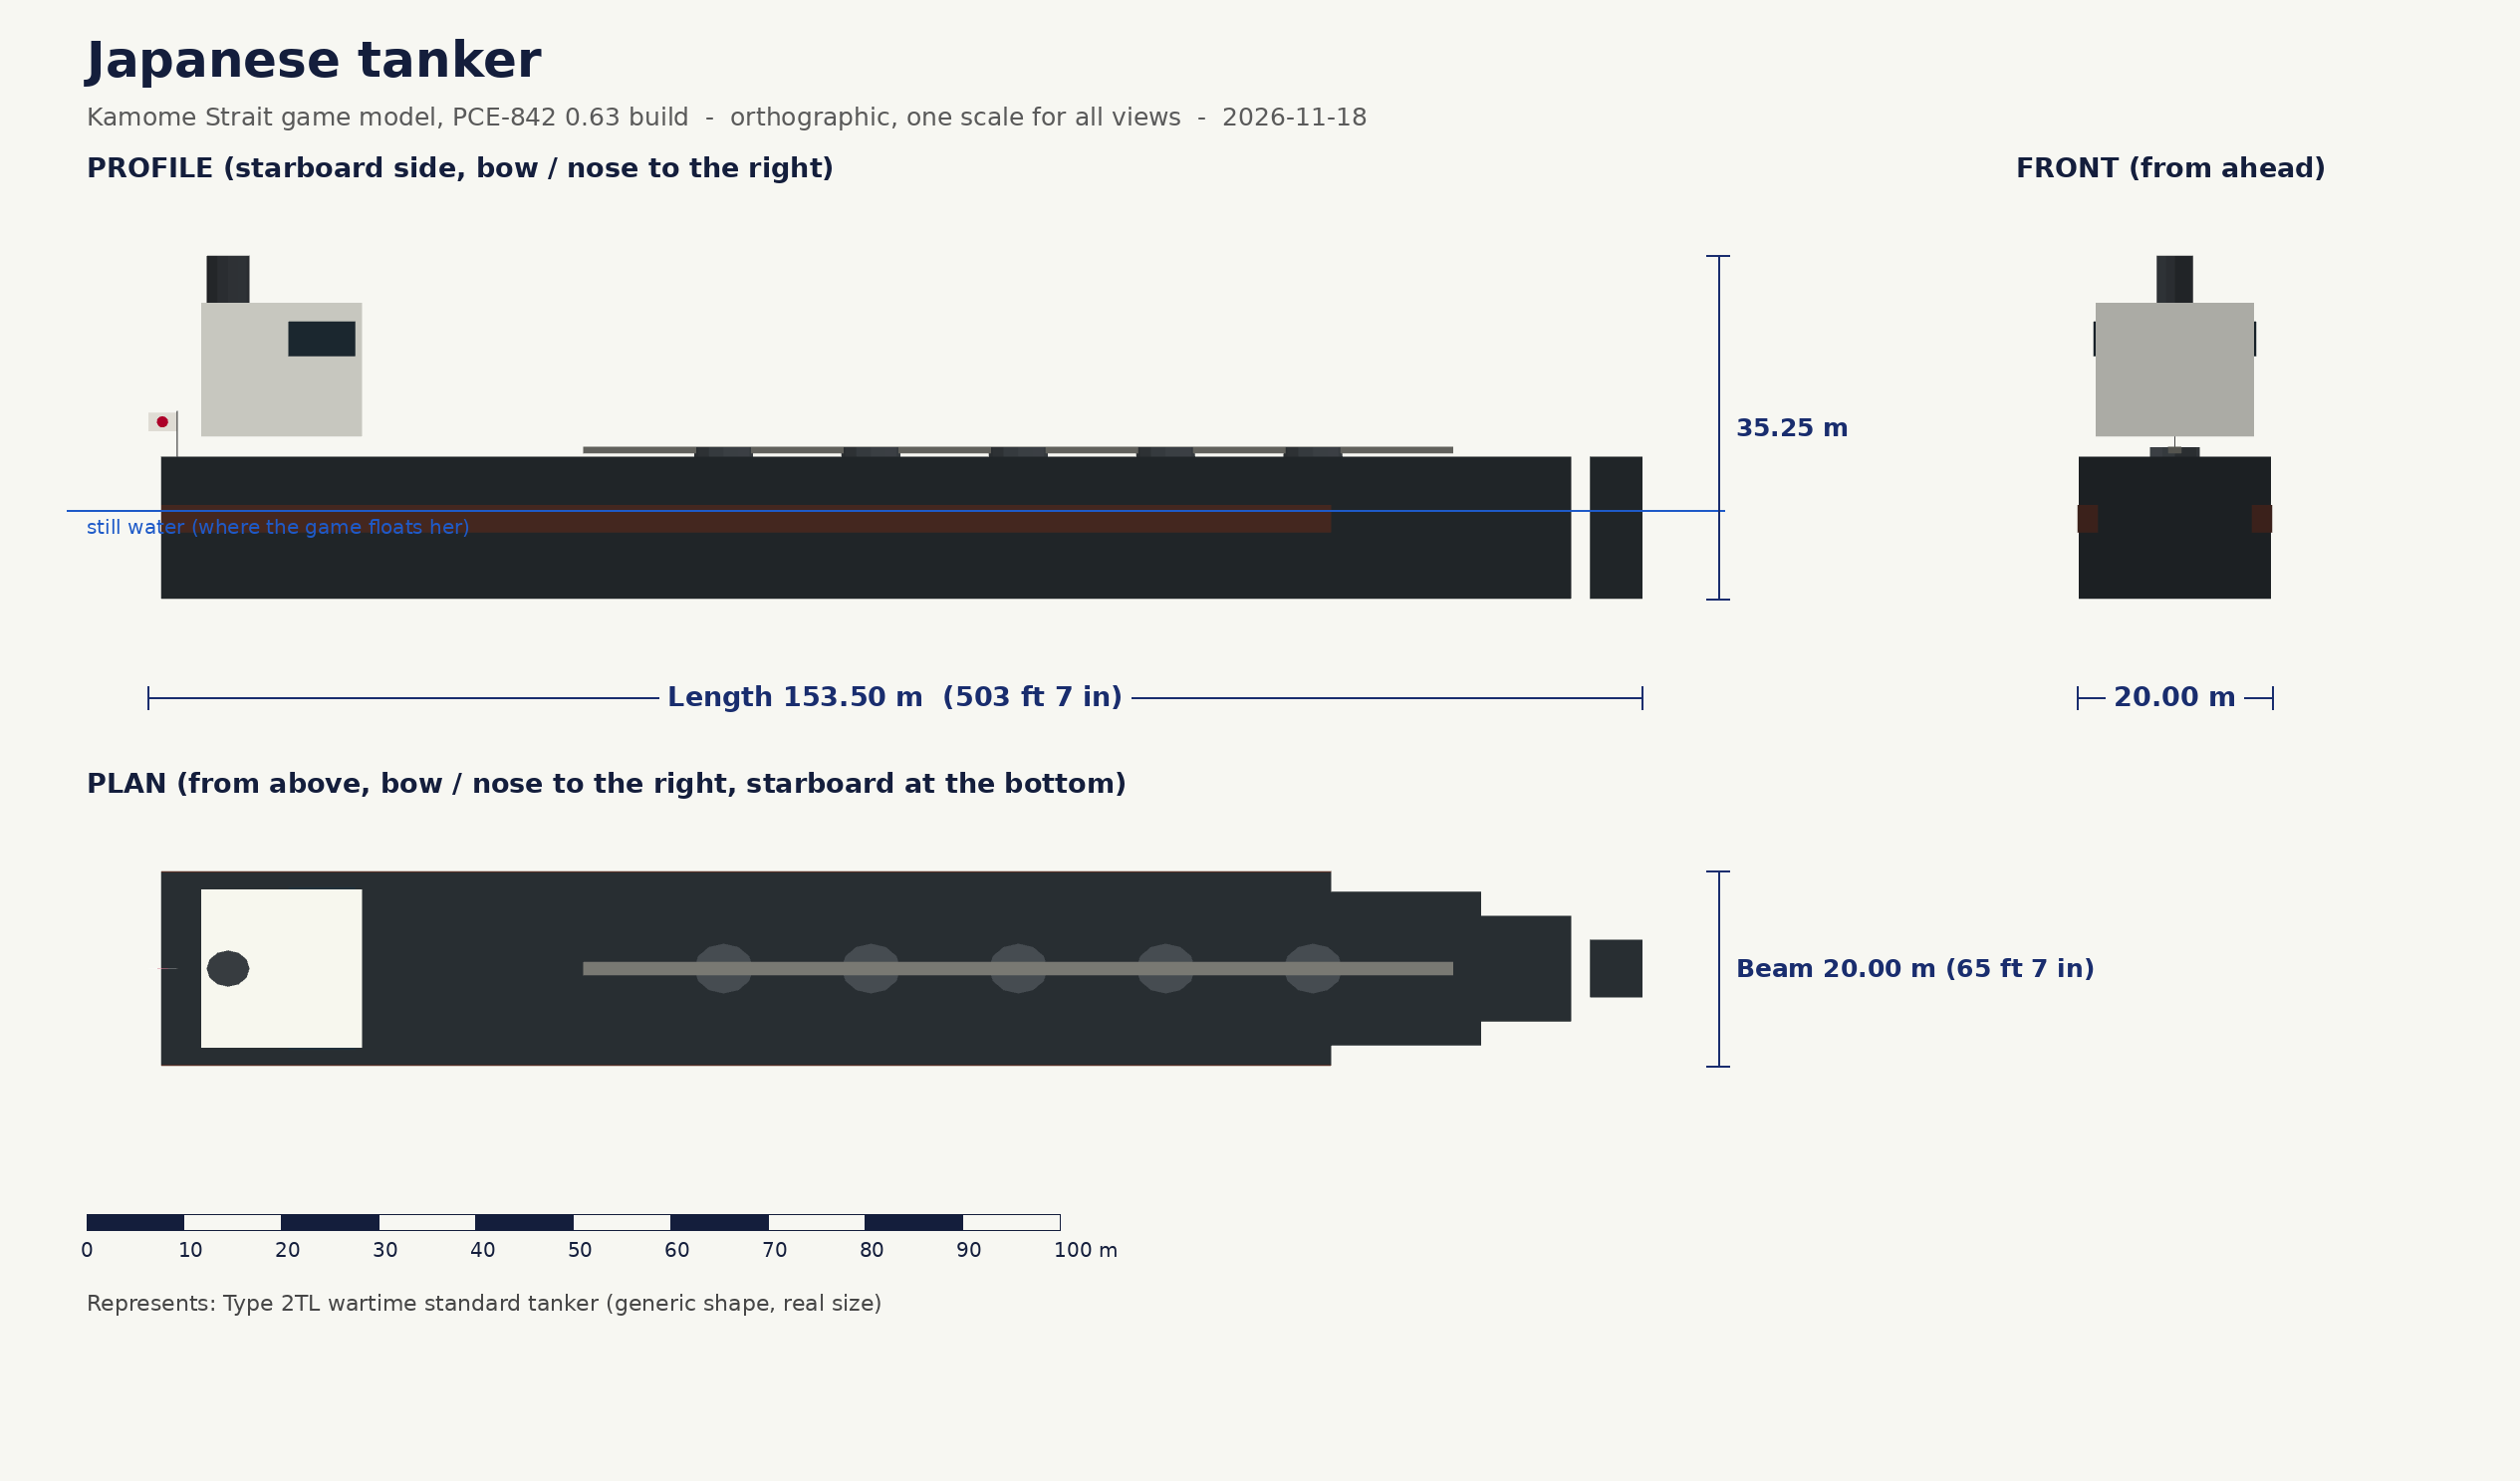 Japanese tanker
Kamome Strait game model, PCE-842 0.63 build - orthographic, one scale for all views - 2026-11-18
PROFILE (starboard side, bow / nose to the right)
FRONT (from ahead)
35.25 m
still water (where the game floats her)
Length 153.50 m (503 ft 7 in)
20.00 m
PLAN (from above, bow / nose to the right, starboard at the bottom)
Beam 20.00 m (65 ft 7 in)
0 10 20 30 40 50 60 70 80 90 100 m
Represents: Type 2TL wartime standard tanker (generic shape, real size)